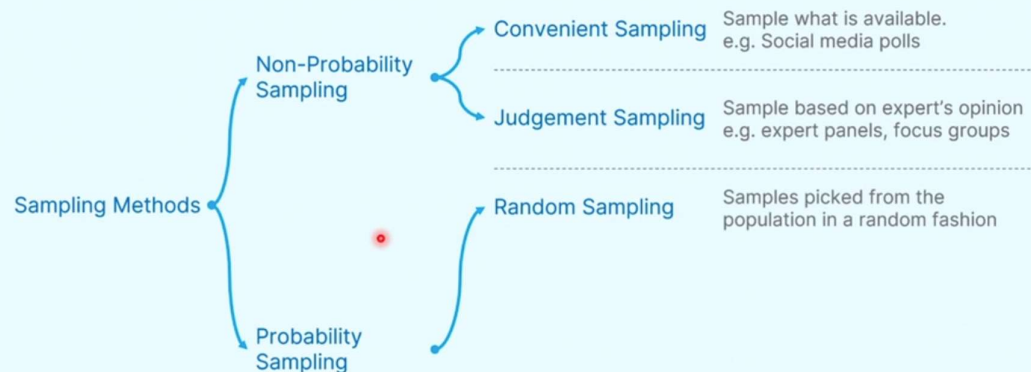 Convenient Sampling
Sample what is available.
e.g. Social media polls
Non-Probability
Sampling
Judgement Sampling
Sample based on expert's opinion
e.g. expert panels, focus groups
Sampling Methods
Random Sampling
Samples picked from the
population in a random fashion
Probability
Sampling